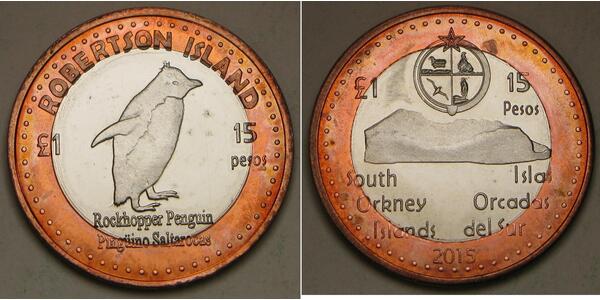 ROBERTSON ISLAND
£1 15
pesos
Rockhopper Penguin
Pingüino Saltarocas
£1 15
Pesos
South Islas
Orkney Orcadas
Islands del Sur
2015